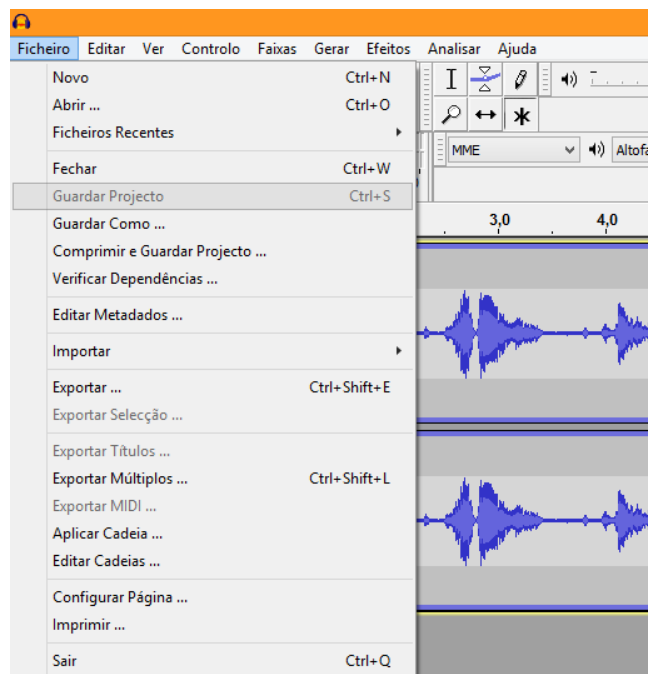 Ficheiro Editar Ver Controlo Faixas Gerar Efeitos Analisar Ajuda
Novo Ctrl+N
Abrir ... Ctrl+O
Ficheiros Recentes
MME
Fechar Ctrl+W
Guardar Projecto Ctrl+S
Guardar Como ...
3,0 4,0
Comprimir e Guardar Projecto ...
Verificar Dependências ...
Editar Metadados ...
Importar
Exportar ... Ctrl+Shift+E
Exportar Selecção ...
Exportar Títulos ...
Exportar Múltiplos ... Ctrl+Shift+L
Exportar MIDI ...
Aplicar Cadeia ...
Editar Cadeias ...
Configurar Página ...
Imprimir ...
Sair Ctrl+Q